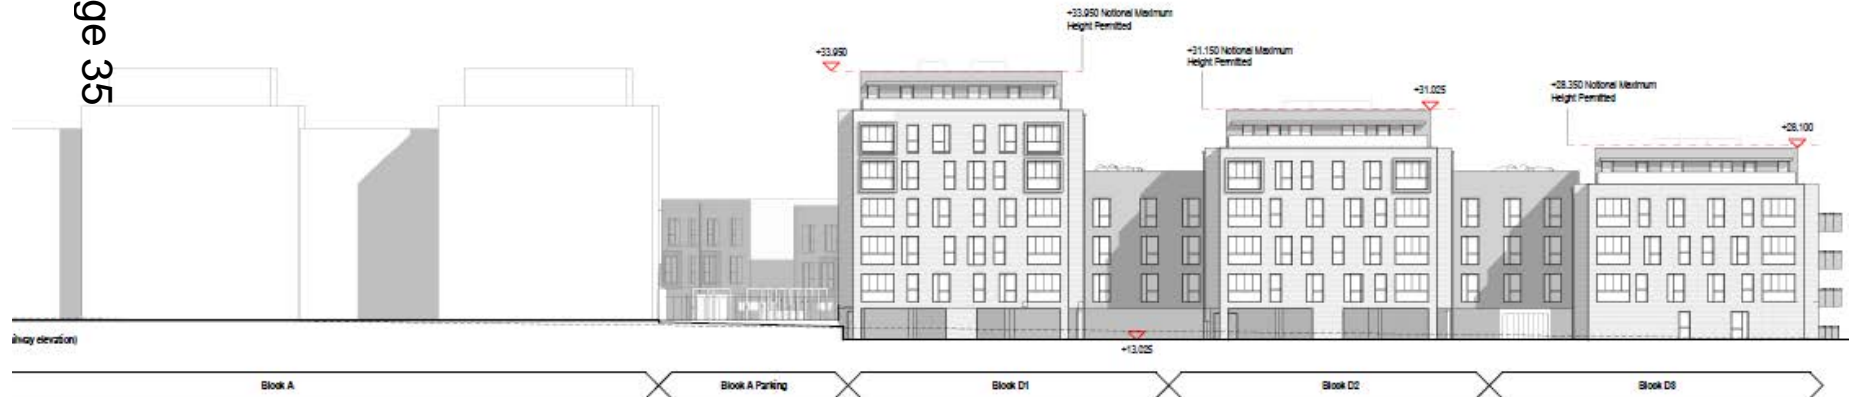 ge 35
+33.950 Notional Maximum
Height Permitted
+33.950
+31.150 Notional Maximum
Height Permitted
+31.025
+28.350 Notional Maximum
Height Permitted
+28.100
+13.025
ilway elevation)
Block A
Block A Parking
Block D1
Block D2
Block D3